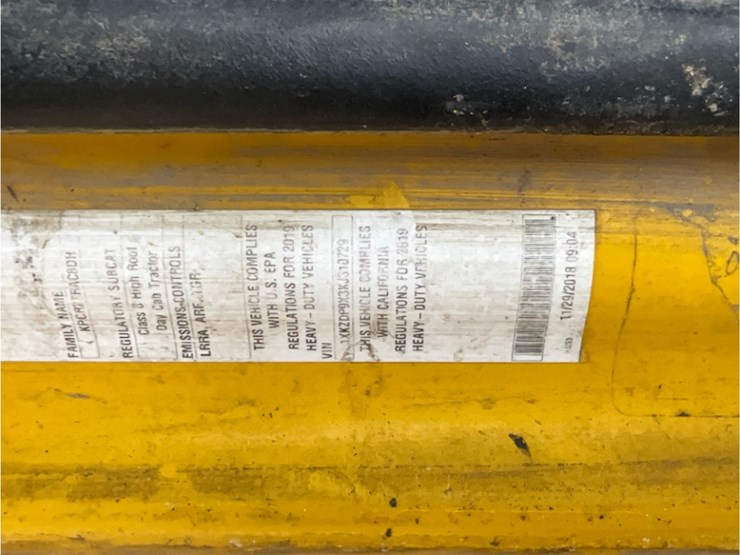 FAMILY NAME
REGULATORY SUBCAT
Class 8 High Roof
Day Cab Tractor
EMISSIONS CONTROLS
LRRA,
THIS VEHICLE COMPLIES
WITH U.S. EPA
REGULATIONS FOR 2019
HEAVY-DUTY VEHICLES
VIN
THIS VEHICLE COMPLIES
WITH CALIFORNIA
REGULATIONS FOR 2019
HEAVY-DUTY VEHICLES
11/29/2018 09:04